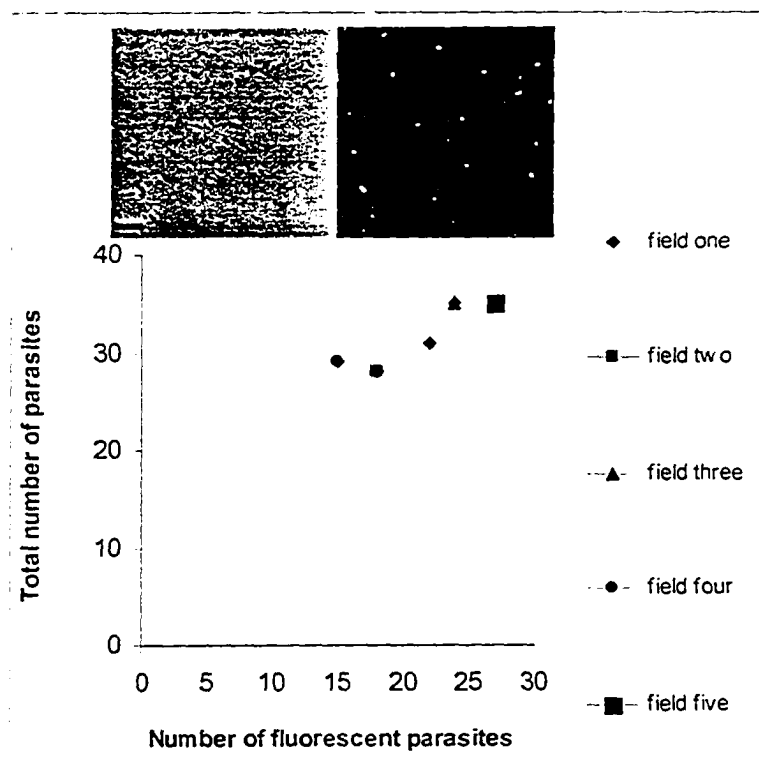 40
30
20
10
0
0 5 10 15 20 25 30
Total number of parasites
Number of fluorescent parasites
field one
field two
field three
field four
field five